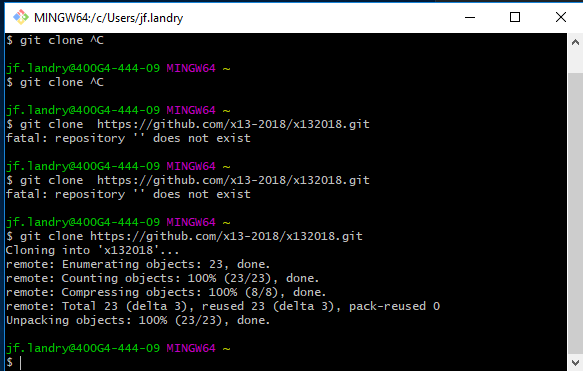 MINGW64:/c/Users/jf.landry
$ git clone ^C
jf.landry@400G4-444-09 MINGW64 ~
$ git clone ^C
jf.landry@400G4-444-09 MINGW64 ~
$ git clone  https://github.com/x13-2018/x132018.git
fatal: repository '' does not exist
jf.landry@400G4-444-09 MINGW64 ~
$ git clone  https://github.com/x13-2018/x132018.git
fatal: repository '' does not exist
jf.landry@400G4-444-09 MINGW64 ~
$ git clone https://github.com/x13-2018/x132018.git
Cloning into 'x132018'...
remote: Enumerating objects: 23, done.
remote: Counting objects: 100% (23/23), done.
remote: Compressing objects: 100% (8/8), done.
remote: Total 23 (delta 3), reused 23 (delta 3), pack-reused 0
Unpacking objects: 100% (23/23), done.
jf.landry@400G4-444-09 MINGW64 ~
$